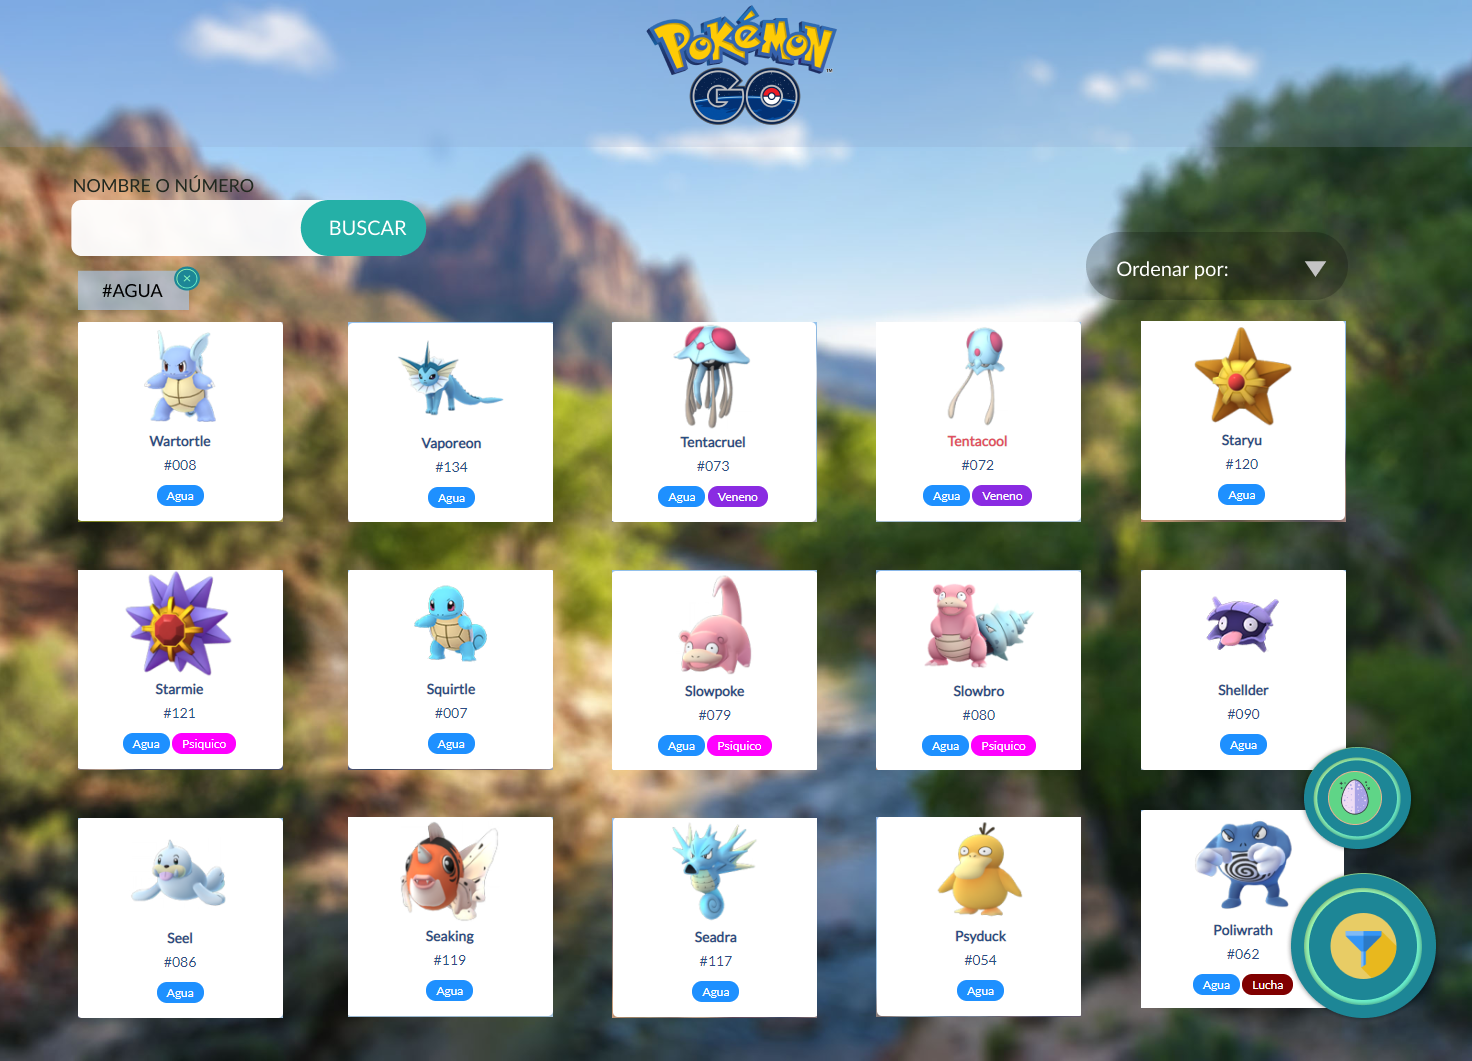 POKÉMON
GO
NOMBRE O NÚMERO
BUSCAR
#AGUA
Ordenar por:
Wartortle
#008
Agua
Vaporeon
#134
Agua
Tentacruel
#073
Agua Veneno
Tentacool
#072
Agua Veneno
Staryu
#120
Agua
Starmie
#121
Agua Psiquico
Squirtle
#007
Agua
Slowpoke
#079
Agua Psiquico
Slowbro
#080
Agua Psiquico
Shellder
#090
Agua
Seel
#086
Agua
Seaking
#119
Agua
Seadra
#117
Agua
Psyduck
#054
Agua
Poliwrath
#062
Agua Lucha